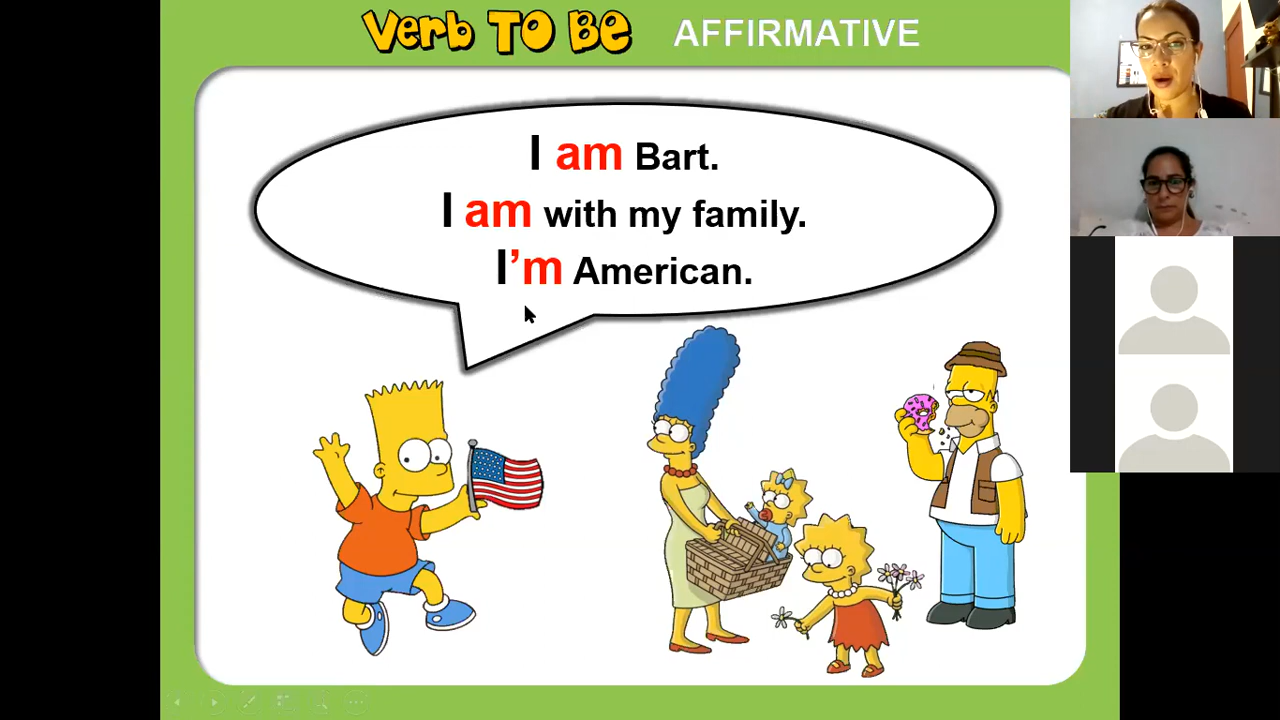 Verb TO BE AFFIRMATIVE
I am Bart.
I am with my family.
I'm American.